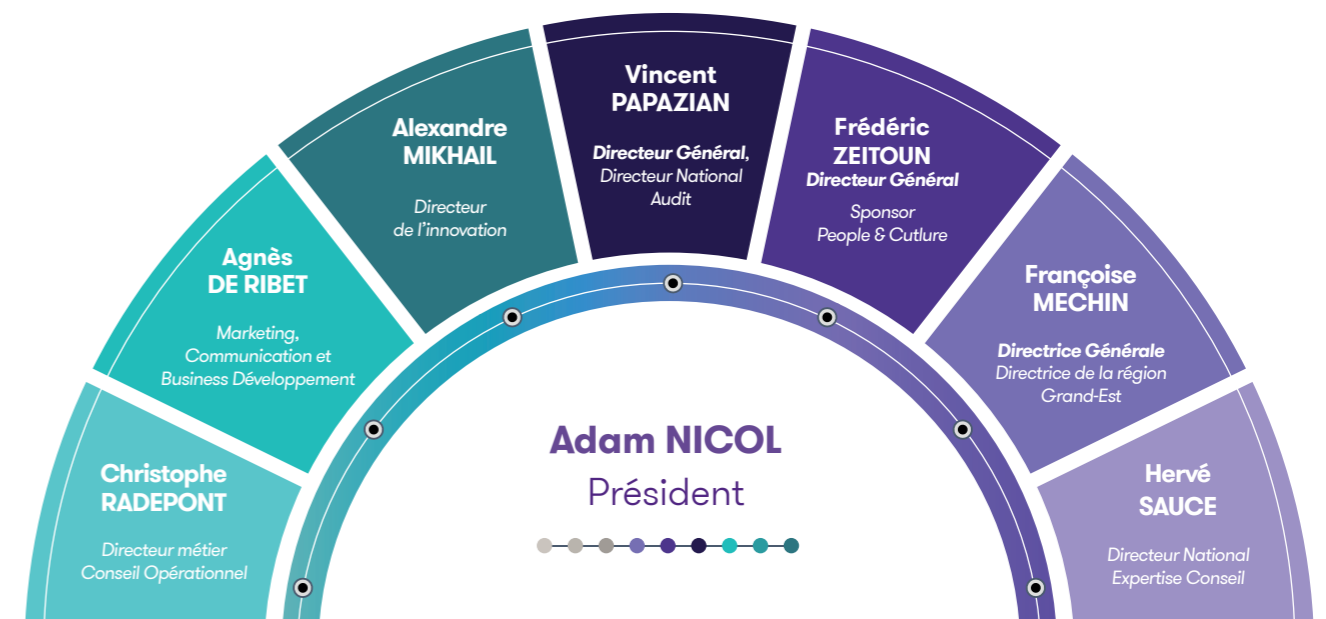 Christophe
RADEPONT
Directeur métier
Conseil Opérationnel
Agnès
DE RIBET
Marketing,
Communication et
Business Développement
Alexandre
MIKHAIL
Directeur
de l'innovation
Vincent
PAPAZIAN
Directeur Général,
Directeur National
Audit
Frédéric
ZEITOUN
Directeur Général
Sponsor
People & Cutlure
Françoise
MECHIN
Directrice Générale
Directrice de la région
Grand-Est
Hervé
SAUCE
Directeur National
Expertise Conseil
Adam NICOL
Président